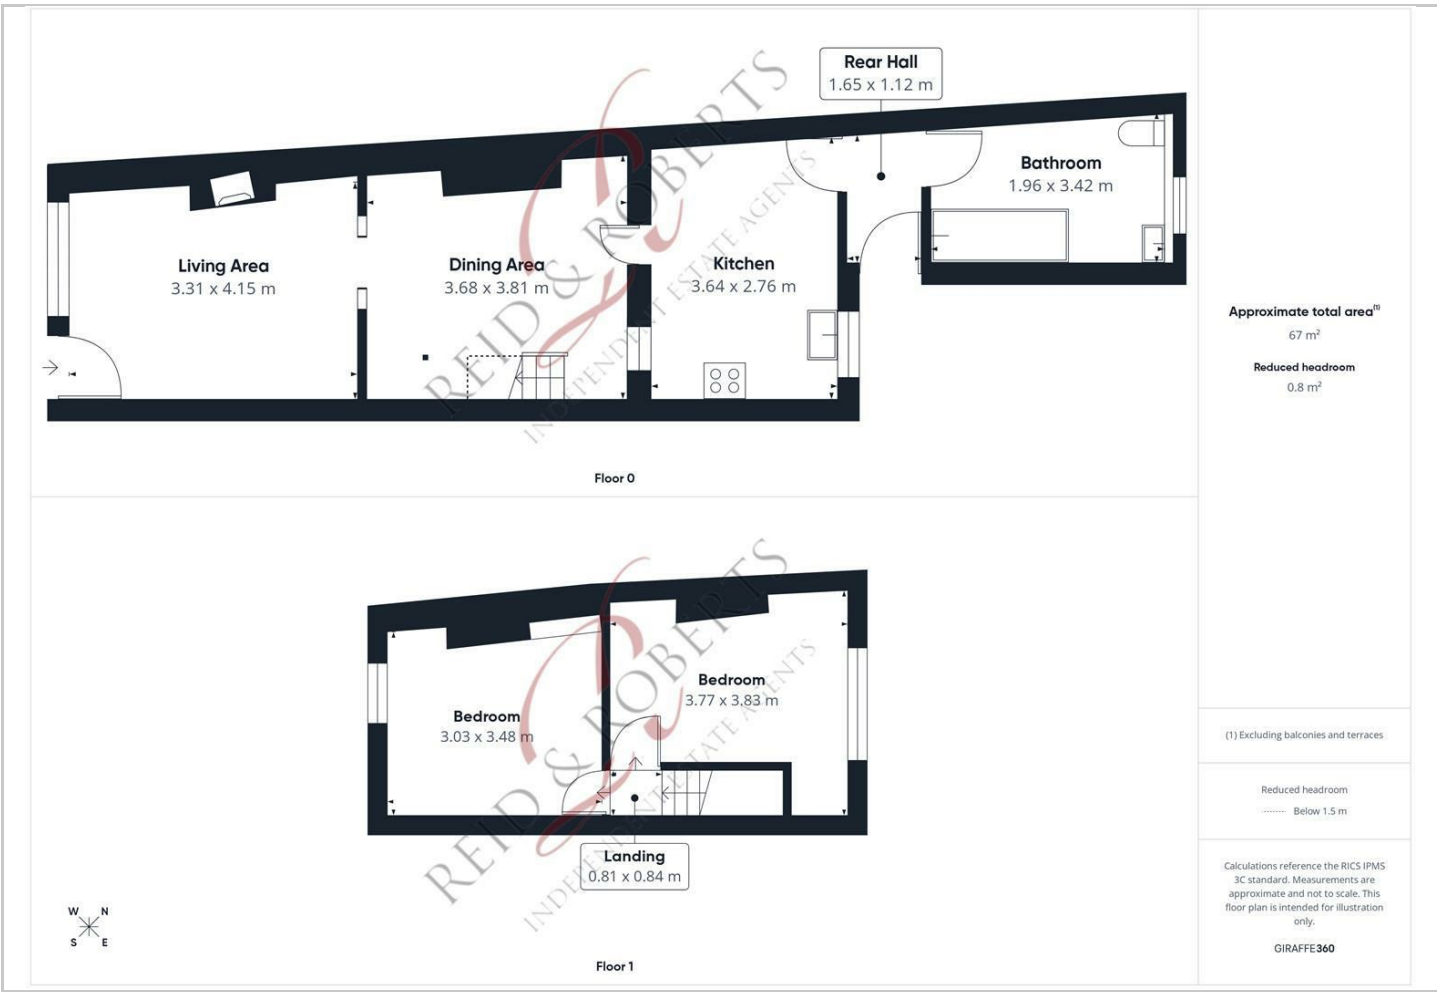 Rear Hall
1.65 x 1.12 m
Bathroom
1.96 x 3.42 m
Living Area
3.31 x 4.15 m
Dining Area
3.68 x 3.81 m
Kitchen
3.64 x 2.76 m
REID & ROBERTS
INDEPENDENT ESTATE AGENTS
Floor 0
Approximate total area(1)
67 m²
Reduced headroom
0.8 m²
Bedroom
3.03 x 3.48 m
Bedroom
3.77 x 3.83 m
Landing
0.81 x 0.84 m
REID & ROBERTS
INDEPENDENT ESTATE AGENTS
W N
S E
Floor 1
(1) Excluding balconies and terraces
Reduced headroom
Below 1.5 m
Calculations reference the RICS IPMS
3C standard. Measurements are
approximate and not to scale. This
floor plan is intended for illustration
only.
GIRAFFE360